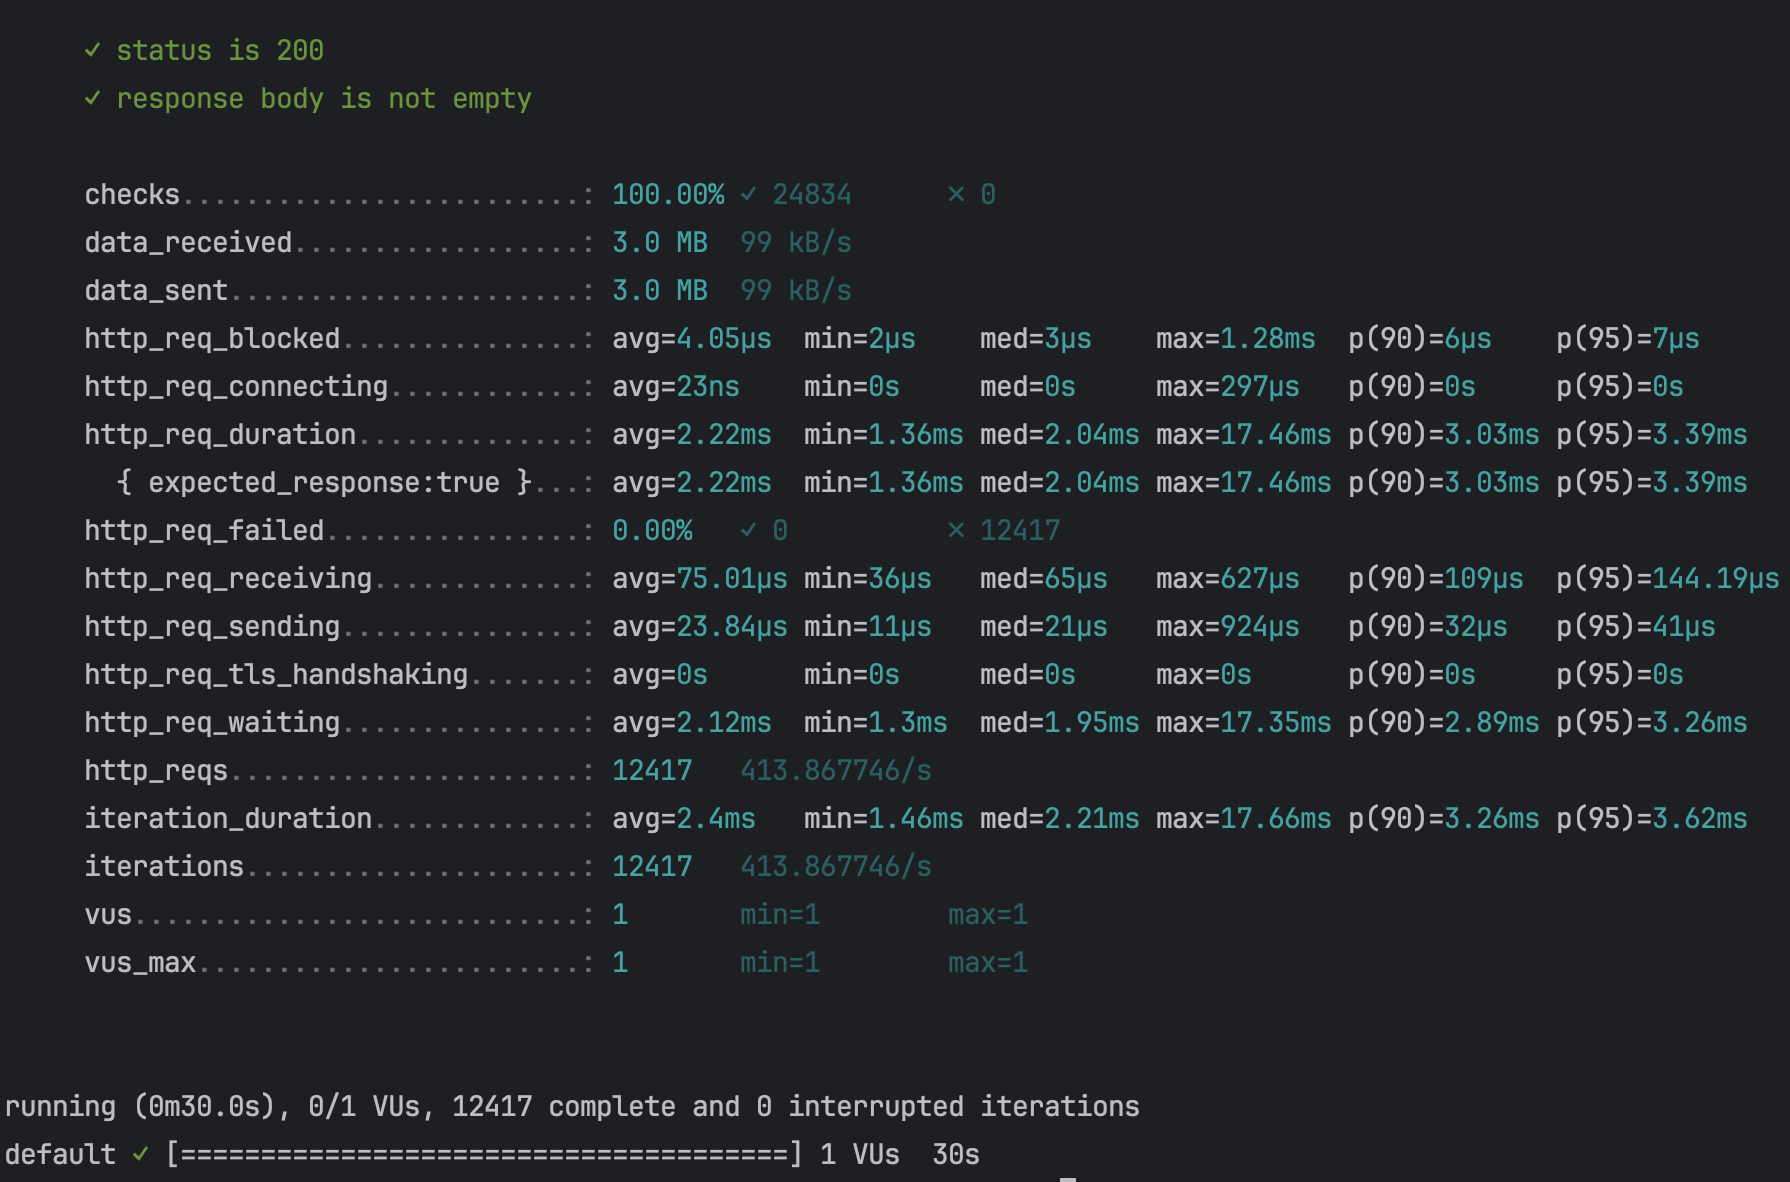 ✓ status is 200
✓ response body is not empty
checks.........................: 100.00% ✓ 24834 ✕ 0
data_received..................: 3.0 MB 99 kB/s
data_sent......................: 3.0 MB 99 kB/s
http_req_blocked...............: avg=4.05µs min=2µs med=3µs max=1.28ms p(90)=6µs p(95)=7µs
http_req_connecting............: avg=23ns min=0s med=0s max=297µs p(90)=0s p(95)=0s
http_req_duration..............: avg=2.22ms min=1.36ms med=2.04ms max=17.46ms p(90)=3.03ms p(95)=3.39ms
{ expected_response:true }...: avg=2.22ms min=1.36ms med=2.04ms max=17.46ms p(90)=3.03ms p(95)=3.39ms
http_req_failed................: 0.00% ✓ 0 ✕ 12417
http_req_receiving.............: avg=75.01µs min=36µs med=65µs max=627µs p(90)=109µs p(95)=144.19µs
http_req_sending...............: avg=23.84µs min=11µs med=21µs max=924µs p(90)=32µs p(95)=41µs
http_req_tls_handshaking.......: avg=0s min=0s med=0s max=0s p(90)=0s p(95)=0s
http_req_waiting...............: avg=2.12ms min=1.3ms med=1.95ms max=17.35ms p(90)=2.89ms p(95)=3.26ms
http_reqs......................: 12417 413.867746/s
iteration_duration.............: avg=2.4ms min=1.46ms med=2.21ms max=17.66ms p(90)=3.26ms p(95)=3.62ms
iterations.....................: 12417 413.867746/s
vus............................: 1 min=1 max=1
vus_max........................: 1 min=1 max=1
running (0m30.0s), 0/1 VUs, 12417 complete and 0 interrupted iterations
default ✓ [======================================] 1 VUs 30s